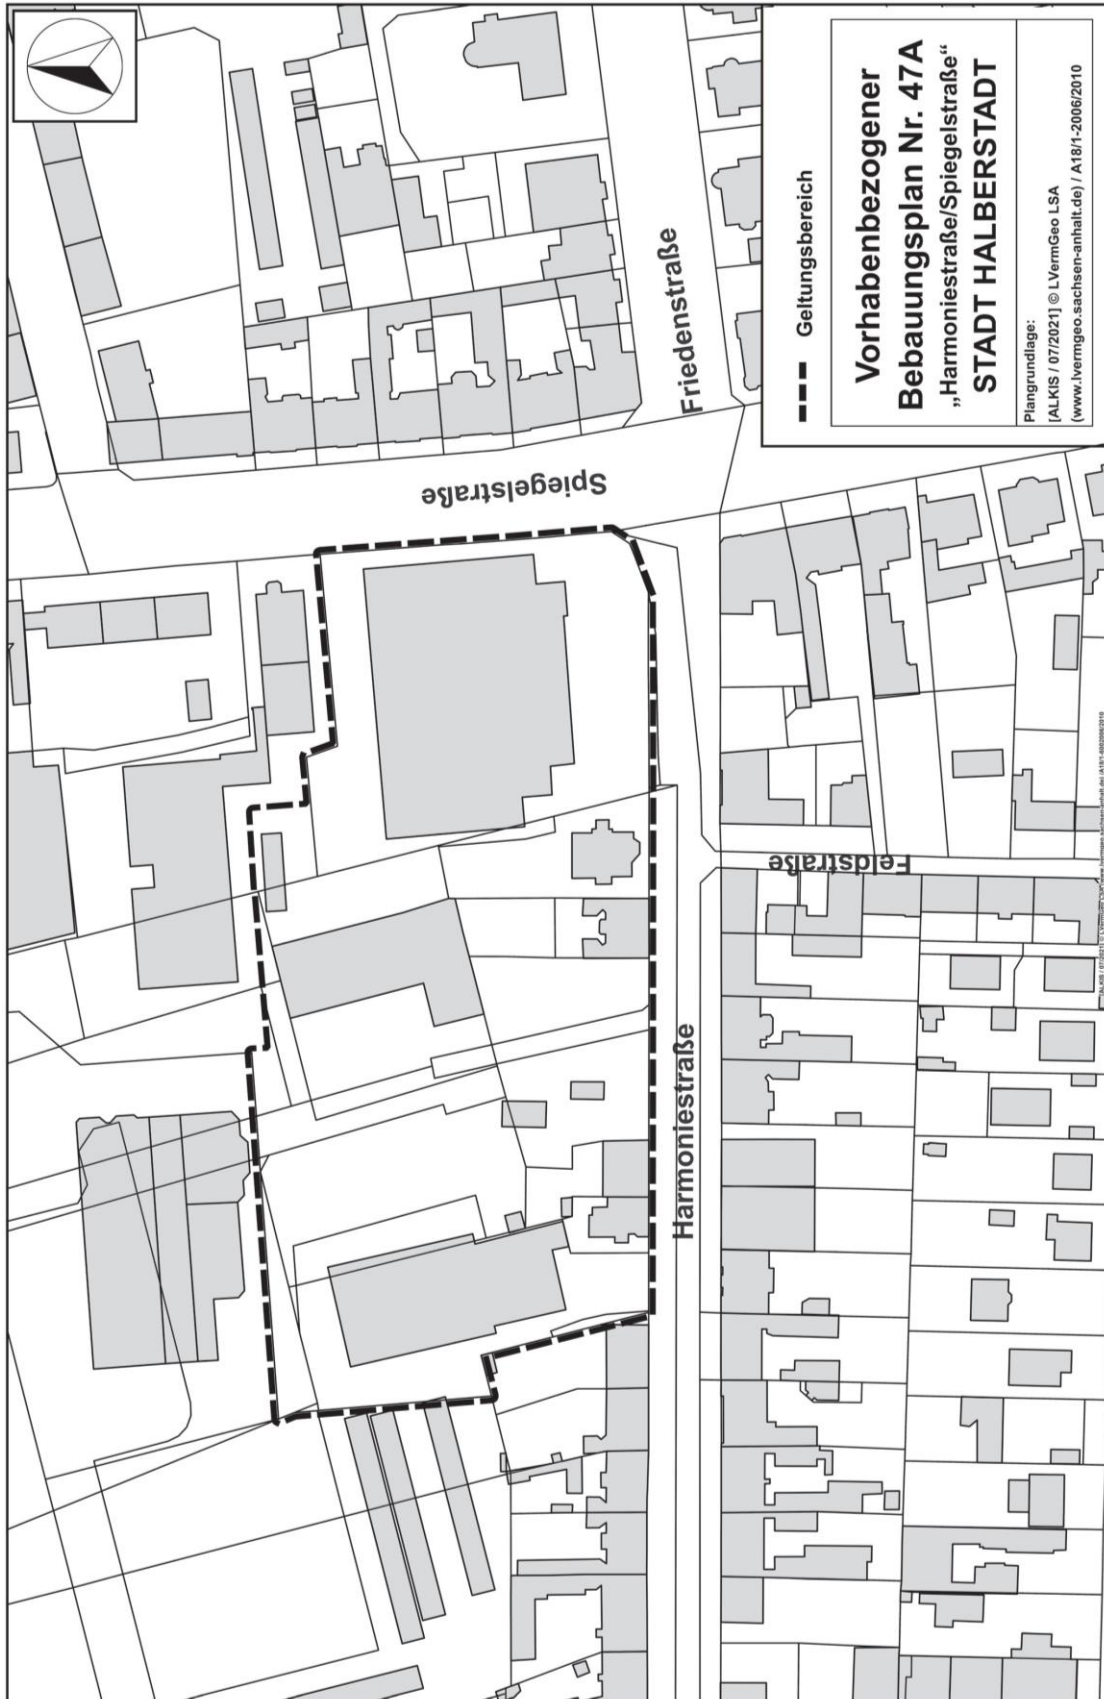 Spiegelstraße
Friedenstraße
Harmoniestraße
Feldstraße
Geltungsbereich
Vorhabenbezogener
Bebauungsplan Nr. 47A
„Harmoniestraße/Spiegelstraße“
STADT HALBERSTADT
Plangrundlage:
[ALKIS / 07/2021] © LVermGeo LSA
(www.lvermgeo.sachsen-anhalt.de) / A18/1-2006/2010